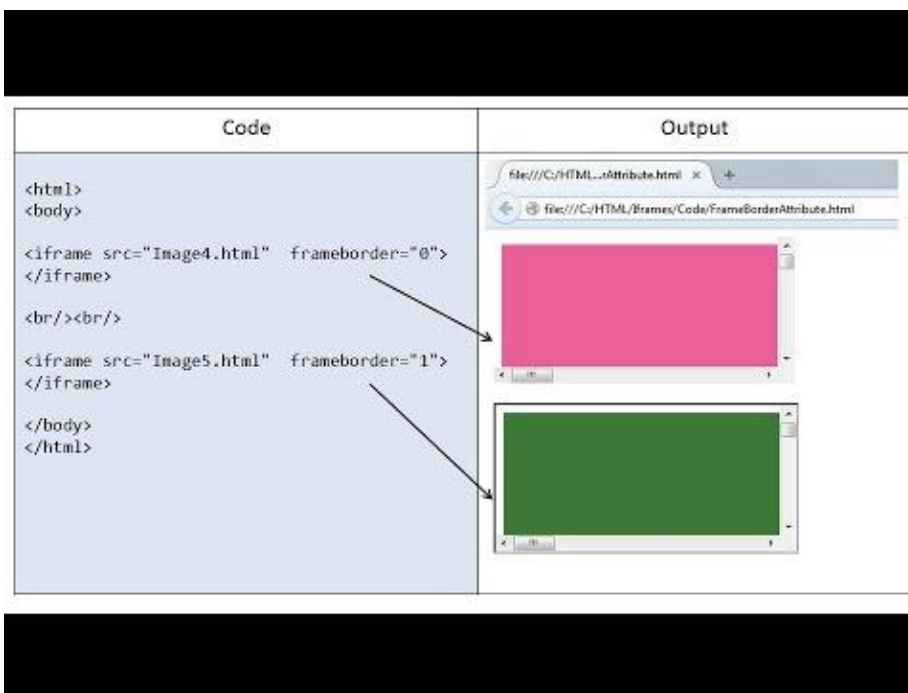 Code
Output
<html>
<body>
<iframe src="Image4.html" frameborder="0">
</iframe>
<br/><br/>
<iframe src="Image5.html" frameborder="1">
</iframe>
</body>
</html>
file:///C:/HTML...rAttribute.html × +
file:///C:/HTML/Iframes/Code/FrameBorderAttribute.html